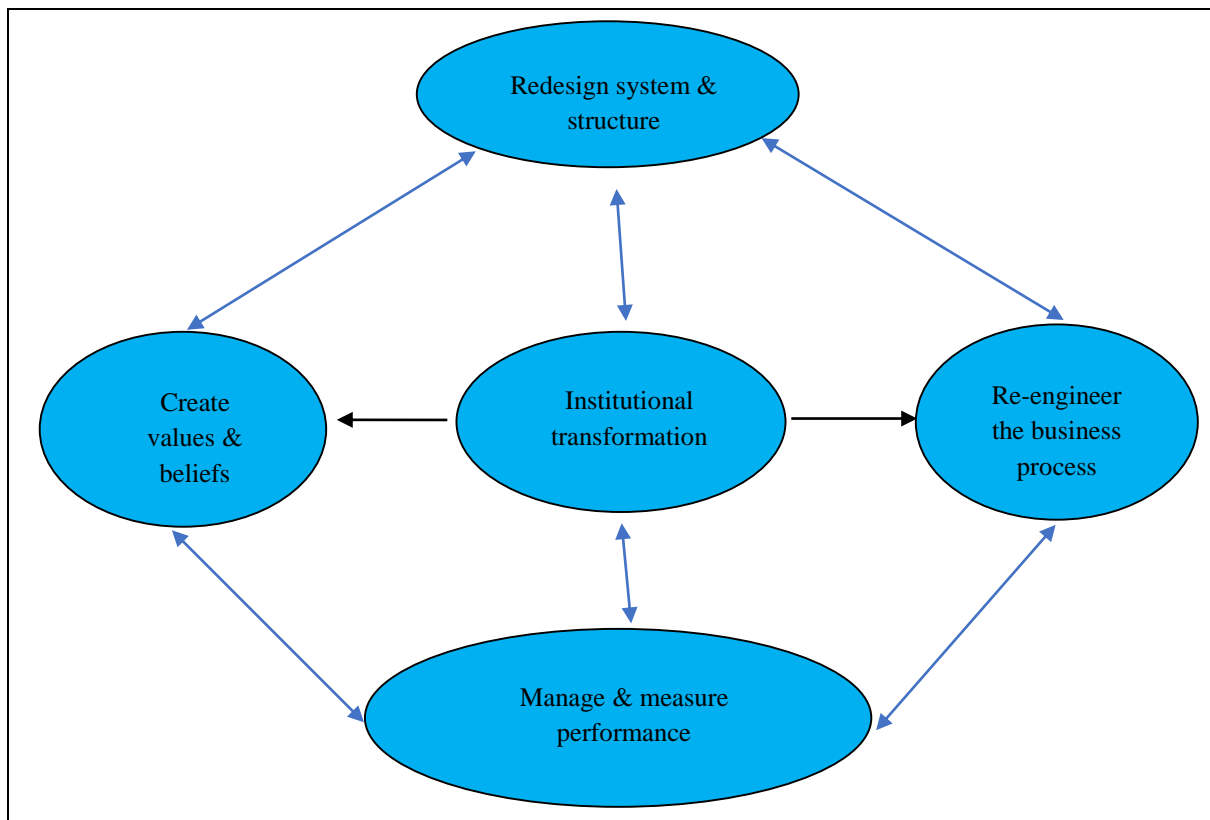 Redesign system &
structure
Create
values &
beliefs
Institutional
transformation
Re-engineer
the business
process
Manage & measure
performance